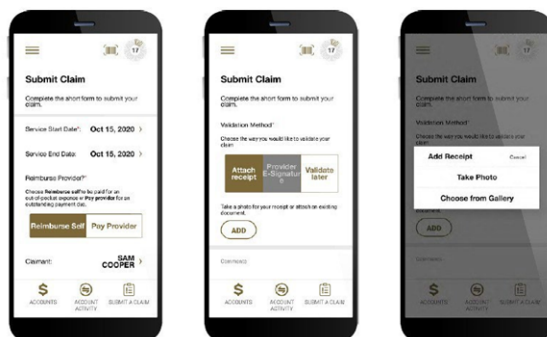 17
Submit Claim
Complete the short form to submit your
claim.
Service Start Date*: Oct 15, 2020 >
Service End Date: Oct 15, 2020 >
Reimburse Provider?*
Choose Reimburse self to be paid for an
out-of-pocket expense or Pay provider for an
outstanding payment due.
Reimburse Self
Pay Provider
Claimant: SAM
COOPER >
ACCOUNTS
ACCOUNT
ACTIVITY
SUBMIT A CLAIM
17
Submit Claim
Complete the short form to submit your
claim.
Validation Method*
Choose the way you would like to validate your
claim
Attach
receipt
Provider
E-Signatur
e
Validate
later
Take a photo for your receipt or attach an existing
document.
ADD
Comments
ACCOUNTS
ACCOUNT
ACTIVITY
SUBMIT A CLAIM
17
Submit Claim
Complete the short form to submit your
claim.
Validation Method*
Add Receipt
Cancel
Take Photo
Choose from Gallery
document.
ADD
Comments
ACCOUNTS
ACCOUNT
ACTIVITY
SUBMIT A CLAIM